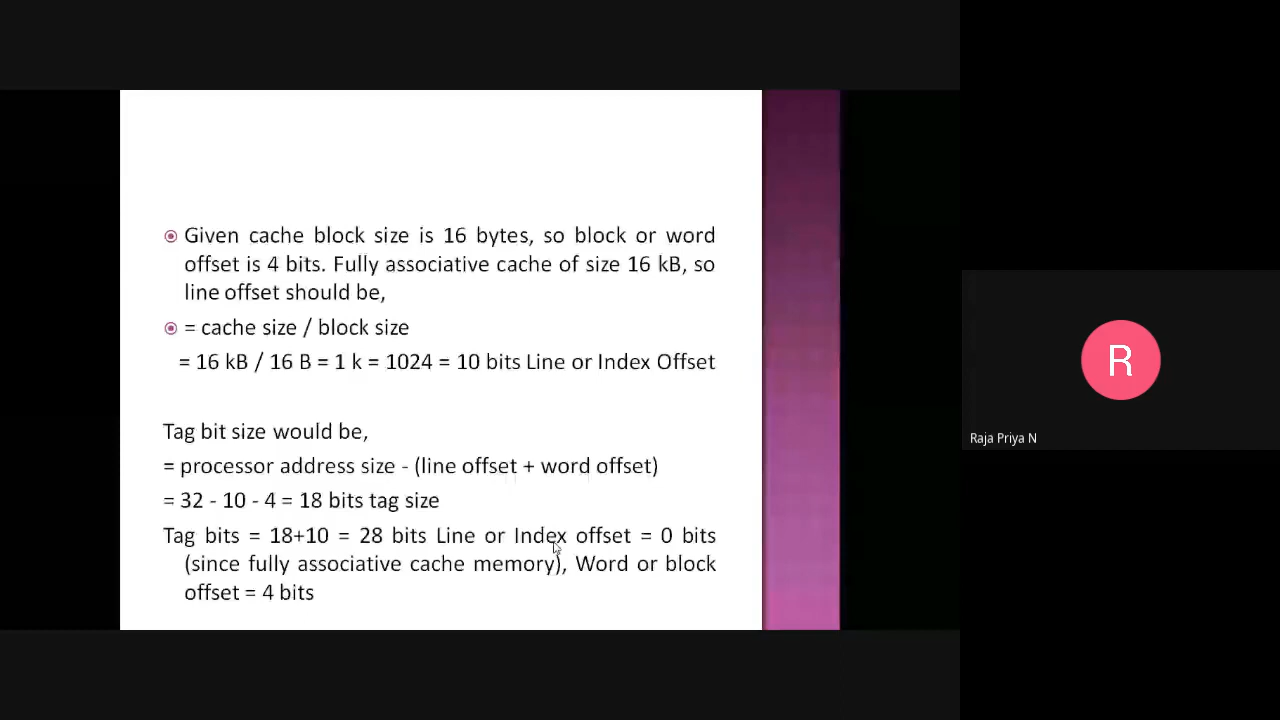 Given cache block size is 16 bytes, so block or word
offset is 4 bits. Fully associative cache of size 16 kB, so
line offset should be,
= cache size / block size
= 16 kB / 16 B = 1 k = 1024 = 10 bits Line or Index Offset
Tag bit size would be,
= processor address size - (line offset + word offset)
= 32 - 10 - 4 = 18 bits tag size
Tag bits = 18+10 = 28 bits Line or Index offset = 0 bits
(since fully associative cache memory), Word or block
offset = 4 bits
R
Raja Priya N